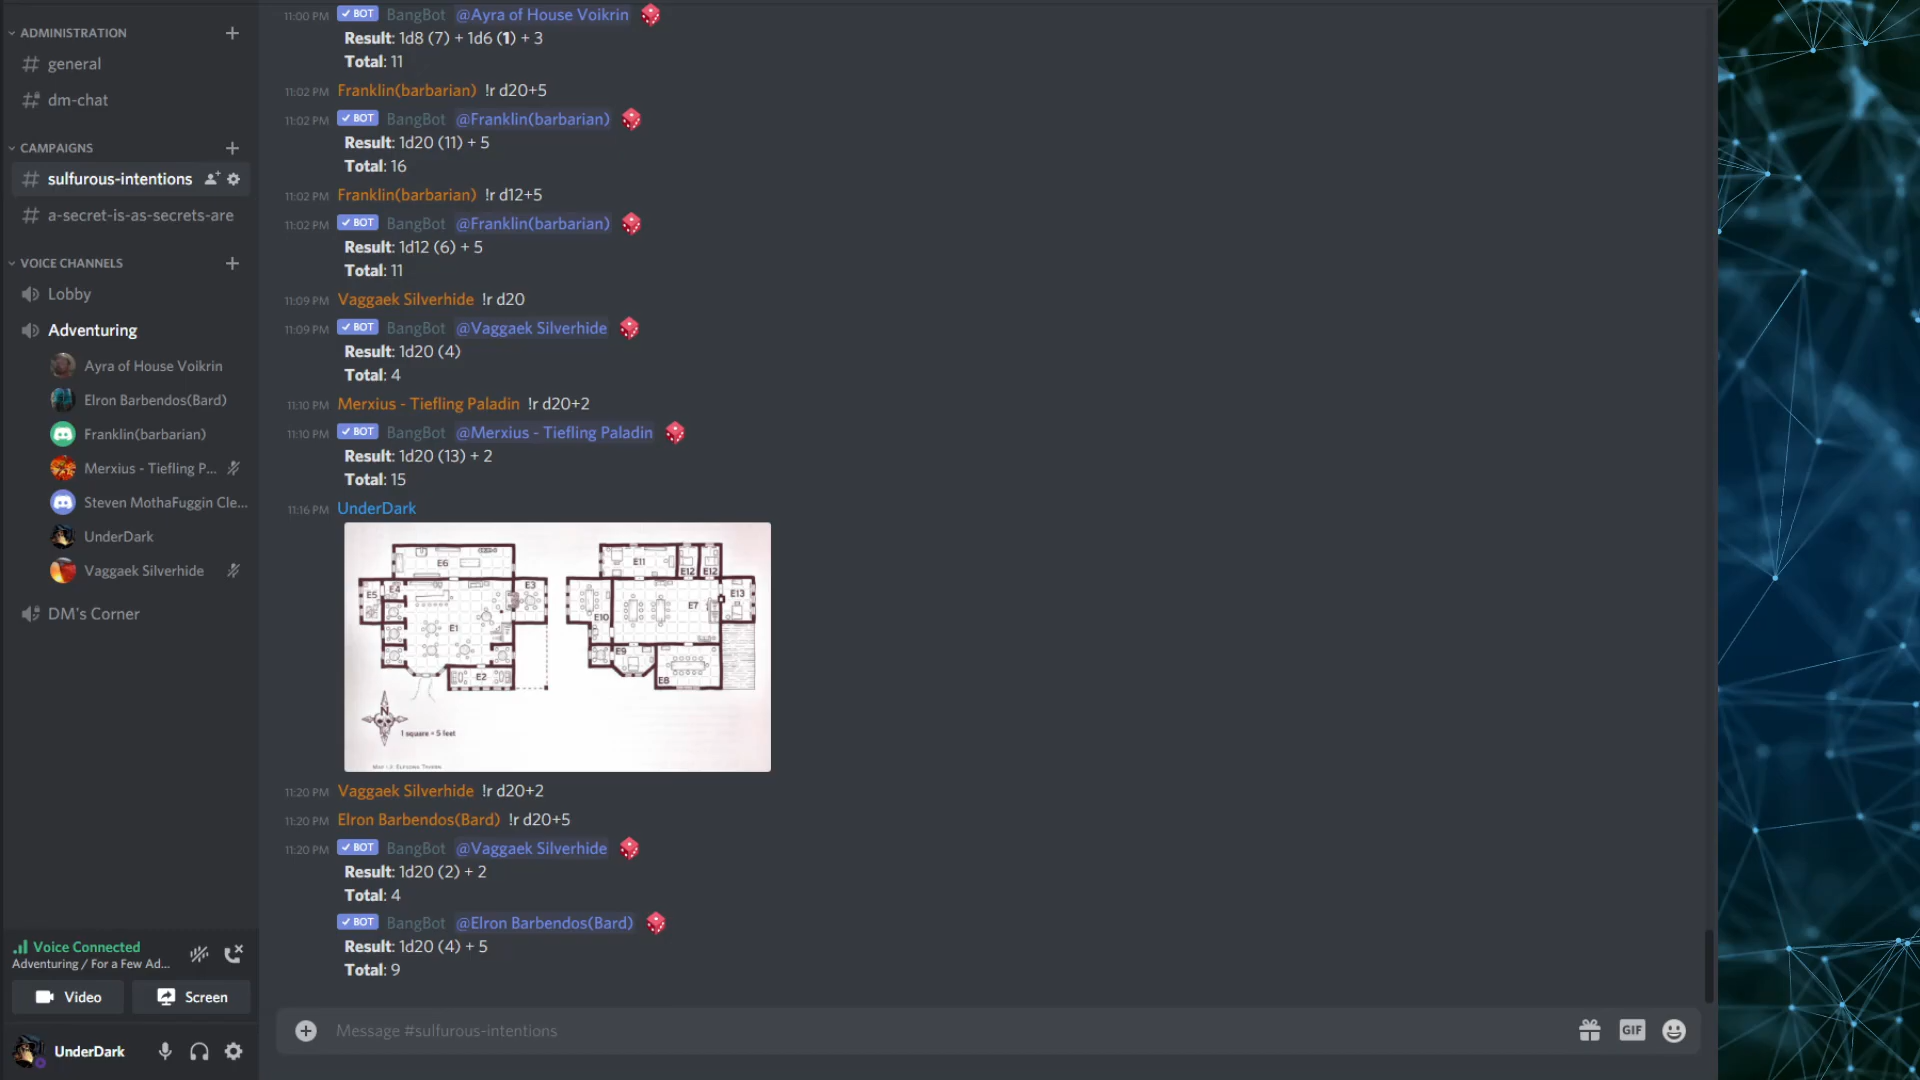 ADMINISTRATION
general
dm-chat
CAMPAIGNS
sulfurous-intentions
a-secret-is-as-secrets-are
VOICE CHANNELS
Lobby
Adventuring
Ayra of House Voikrin
Elron Barbendos(Bard)
Franklin(barbarian)
Merxius - Tiefling P...
Steven MothaFuggin Cle...
UnderDark
Vaggaek Silverhide
DM's Corner
Voice Connected
Adventuring / For a Few Ad...
Video
Screen
UnderDark
11:00 PM BOT BangBot @Ayra of House Voikrin
Result: 1d8 (7) + 1d6 (1) + 3
Total: 11
11:02 PM Franklin(barbarian) !r d20+5
11:02 PM BOT BangBot @Franklin(barbarian)
Result: 1d20 (11) + 5
Total: 16
11:02 PM Franklin(barbarian) !r d12+5
11:02 PM BOT BangBot @Franklin(barbarian)
Result: 1d12 (6) + 5
Total: 11
11:09 PM Vaggaek Silverhide !r d20
11:09 PM BOT BangBot @Vaggaek Silverhide
Result: 1d20 (4)
Total: 4
11:10 PM Merxius - Tiefling Paladin !r d20+2
11:10 PM BOT BangBot @Merxius - Tiefling Paladin
Result: 1d20 (13) + 2
Total: 15
11:16 PM UnderDark
E6
E5
E4
E3
E1
E2
E11
E12
E12
E13
E7
E10
E9
E8
N
1 square = 5 feet
11:20 PM Vaggaek Silverhide !r d20+2
11:20 PM Elron Barbendos(Bard) !r d20+5
11:20 PM BOT BangBot @Vaggaek Silverhide
Result: 1d20 (2) + 2
Total: 4
BOT BangBot @Elron Barbendos(Bard)
Result: 1d20 (4) + 5
Total: 9
Message #sulfurous-intentions
GIF